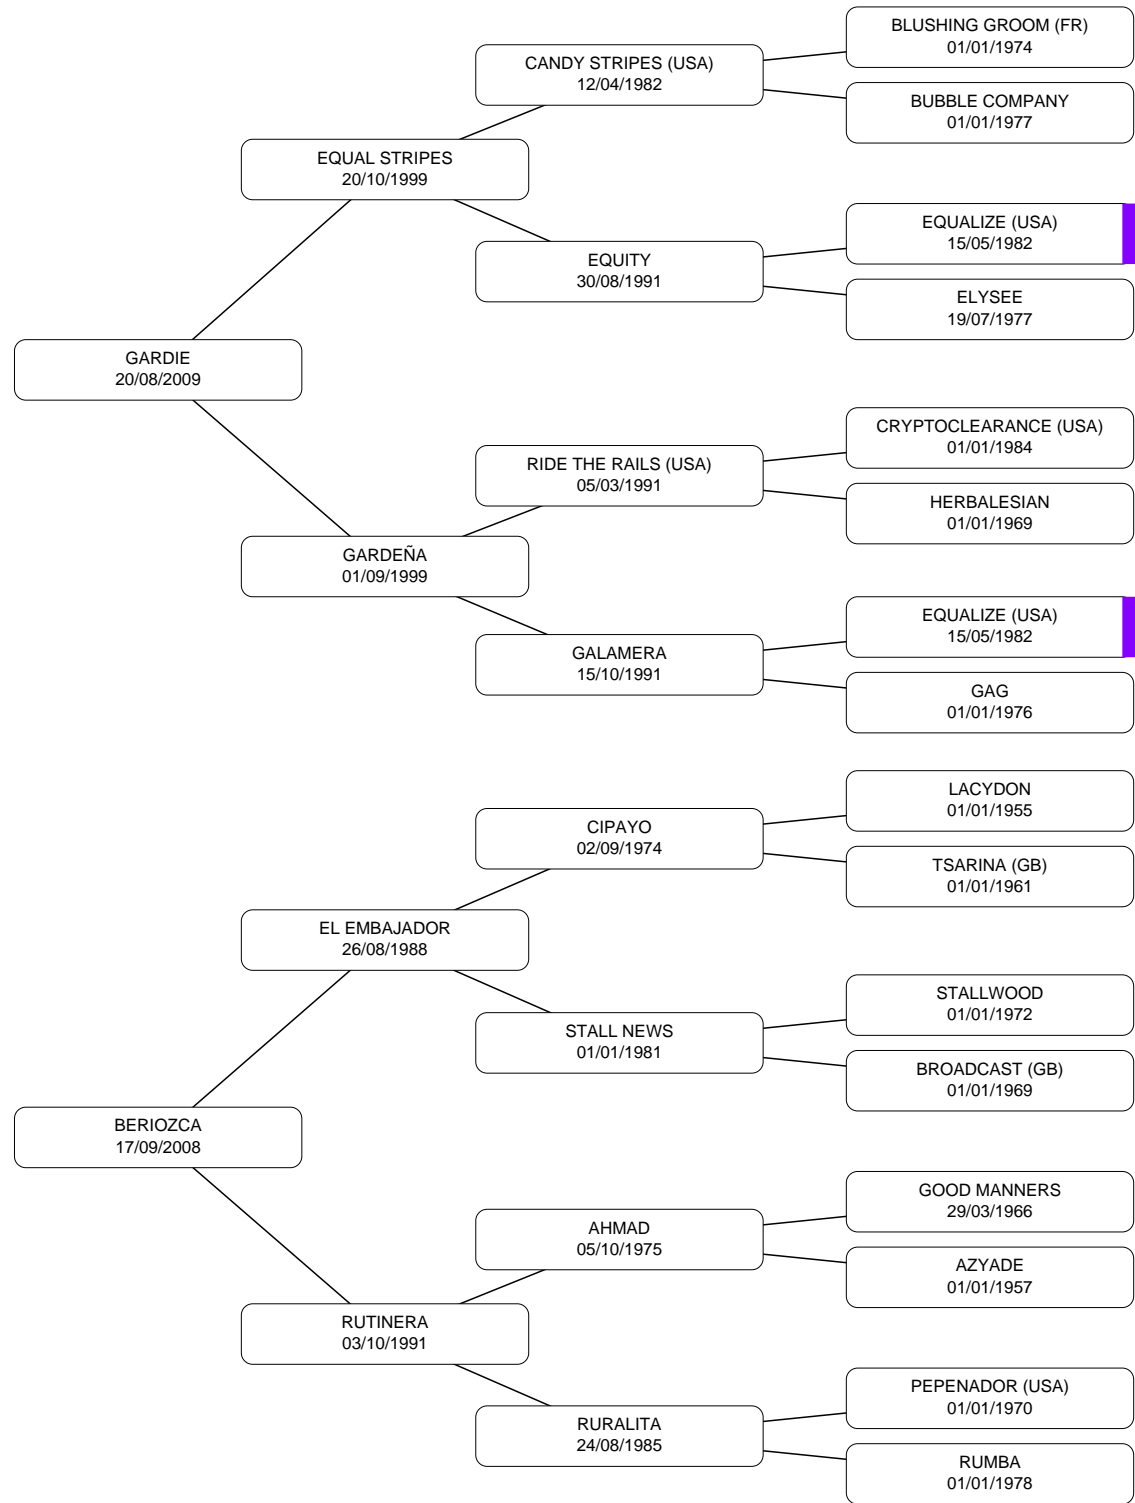 BLUSHING GROOM (FR)
01/01/1974
CANDY STRIPES (USA)
12/04/1982
BUBBLE COMPANY
01/01/1977
EQUAL STRIPES
20/10/1999
EQUALIZE (USA)
15/05/1982
EQUITY
30/08/1991
ELYSEE
19/07/1977
GARDIE
20/08/2009
CRYPTOCLEARANCE (USA)
01/01/1984
RIDE THE RAILS (USA)
05/03/1991
HERBALESIAN
01/01/1969
GARDEÑA
01/09/1999
EQUALIZE (USA)
15/05/1982
GALAMERA
15/10/1991
GAG
01/01/1976
LACYDON
01/01/1955
CIPAYO
02/09/1974
TSARINA (GB)
01/01/1961
EL EMBAJADOR
26/08/1988
STALLWOOD
01/01/1972
STALL NEWS
01/01/1981
BROADCAST (GB)
01/01/1969
BERIOZCA
17/09/2008
GOOD MANNERS
29/03/1966
AHMAD
05/10/1975
AZYADE
01/01/1957
RUTINERA
03/10/1991
PEPENADOR (USA)
01/01/1970
RURALITA
24/08/1985
RUMBA
01/01/1978